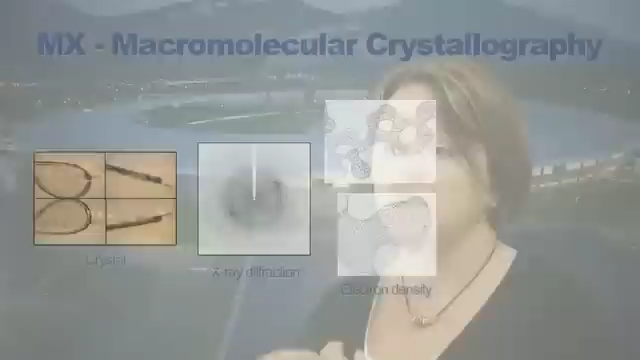 MX - Macromolecular Crystallography
Crystal
X-ray diffraction
Electron density